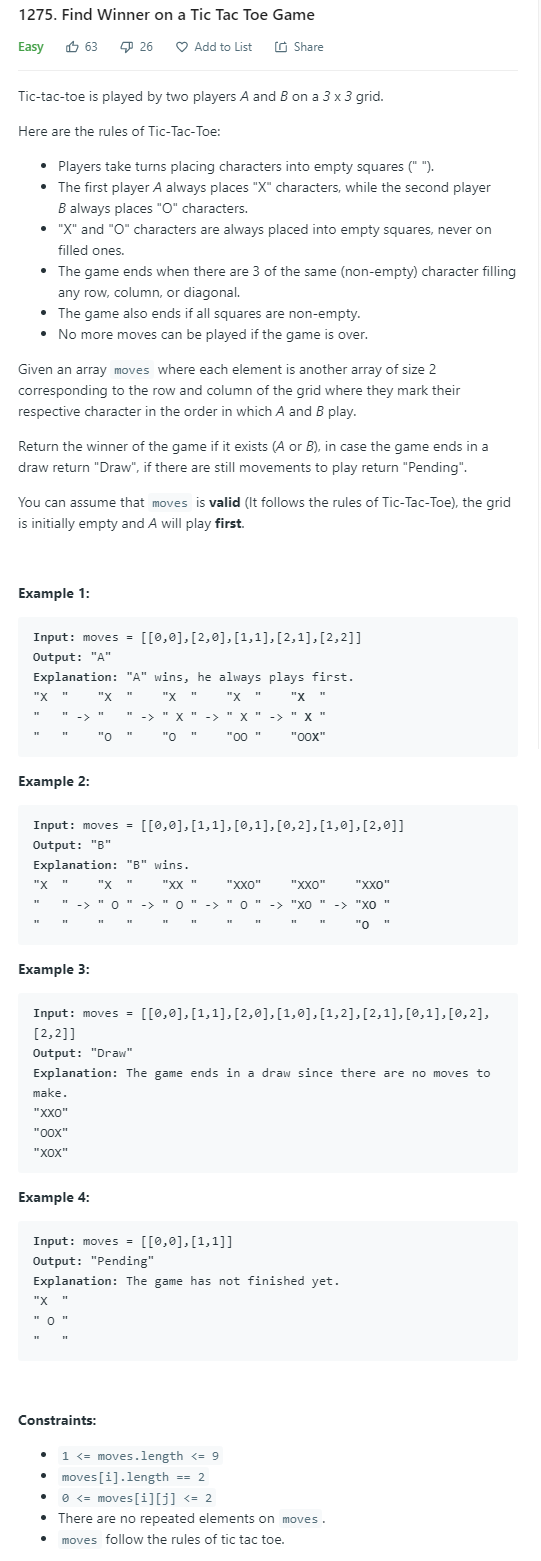 1275. Find Winner on a Tic Tac Toe Game
Easy 63 26 Add to List Share
Tic-tac-toe is played by two players A and B on a 3 x 3 grid.
Here are the rules of Tic-Tac-Toe:
• Players take turns placing characters into empty squares (" ").
• The first player A always places "X" characters, while the second player
B always places "O" characters.
• "X" and "O" characters are always placed into empty squares, never on
filled ones.
• The game ends when there are 3 of the same (non-empty) character filling
any row, column, or diagonal.
• The game also ends if all squares are non-empty.
• No more moves can be played if the game is over.
Given an array moves where each element is another array of size 2
corresponding to the row and column of the grid where they mark their
respective character in the order in which A and B play.
Return the winner of the game if it exists (A or B), in case the game ends in a
draw return "Draw", if there are still movements to play return "Pending".
You can assume that moves is valid (It follows the rules of Tic-Tac-Toe), the grid
is initially empty and A will play first.
Example 1:
Input: moves = [[0,0],[2,0],[1,1],[2,1],[2,2]]
Output: "A"
Explanation: "A" wins, he always plays first.
"X  "    "X  "    "X  "    "X  "    "X  "
"   " -> "   " -> " X " -> " X " -> " X "
"   "    "O  "    "O  "    "OO "    "OOX"
Example 2:
Input: moves = [[0,0],[1,1],[0,1],[0,2],[1,0],[2,0]]
Output: "B"
Explanation: "B" wins.
"X  "    "X  "    "XX "    "XXO"    "XXO"    "XXO"
"   " -> " O " -> " O " -> " O " -> "XO " -> "XO "
"   "    "   "    "   "    "   "    "   "    "O  "
Example 3:
Input: moves = [[0,0],[1,1],[2,0],[1,0],[1,2],[2,1],[0,1],[0,2],
[2,2]]
Output: "Draw"
Explanation: The game ends in a draw since there are no moves to
make.
"XXO"
"OOX"
"XOX"
Example 4:
Input: moves = [[0,0],[1,1]]
Output: "Pending"
Explanation: The game has not finished yet.
"X  "
" O "
"   "
Constraints:
• 1 <= moves.length <= 9
• moves[i].length == 2
• 0 <= moves[i][j] <= 2
• There are no repeated elements on moves.
• moves follow the rules of tic tac toe.